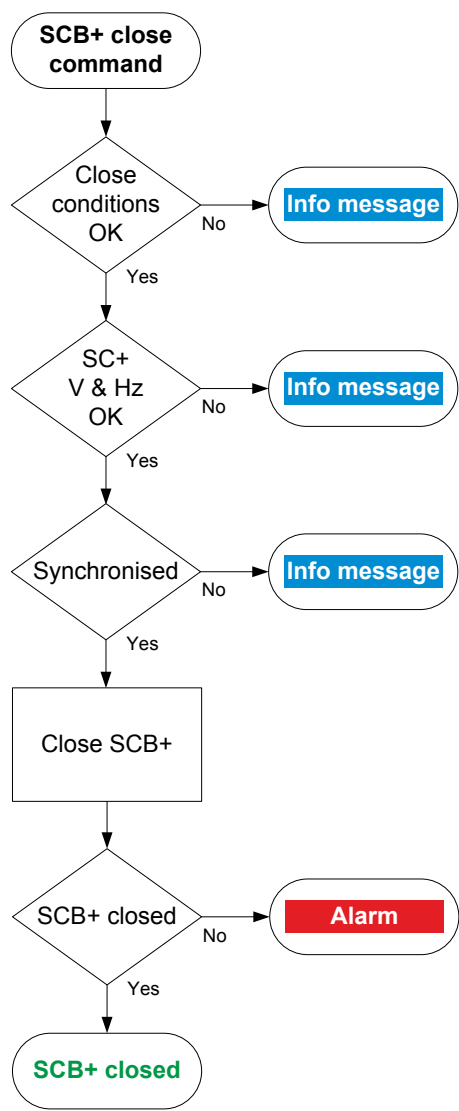 SCB+ close
command
Close
conditions
OK
No
Info message
Yes
SC+
V & Hz
OK
No
Info message
Yes
Synchronised
No
Info message
Yes
Close SCB+
SCB+ closed
No
Alarm
Yes
SCB+ closed